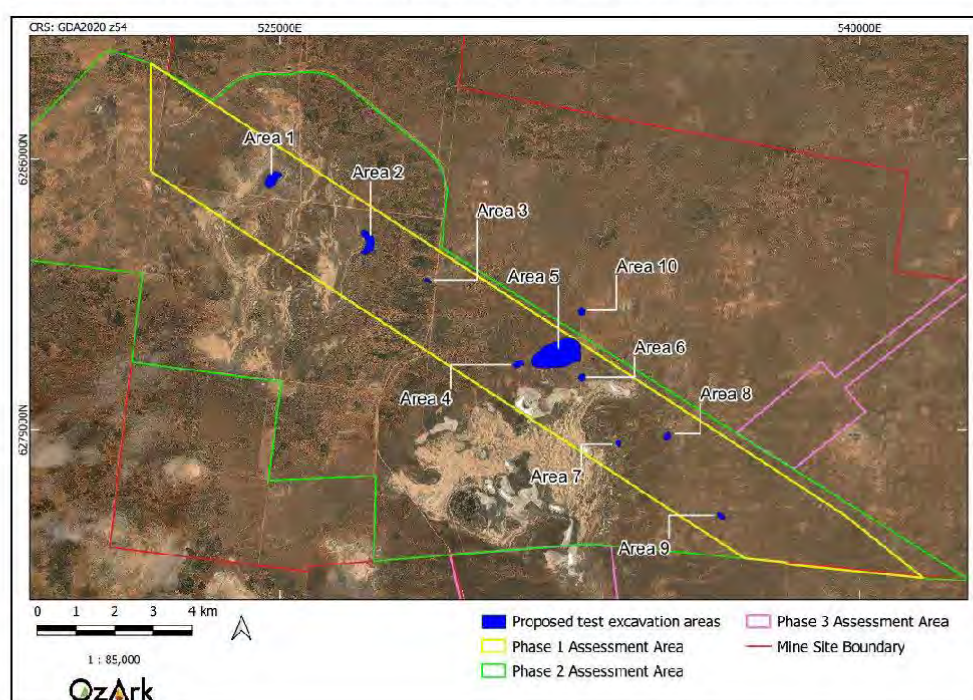 CRS: GDA2020 z54
525000E
540000E
6286000N
6279000N
Area 1
Area 2
Area 3
Area 5
Area 10
Area 6
Area 4
Area 8
Area 7
Area 9
0 1 2 3 4 km
1 : 85,000
OzArk
Proposed test excavation areas
Phase 1 Assessment Area
Phase 2 Assessment Area
Phase 3 Assessment Area
Mine Site Boundary